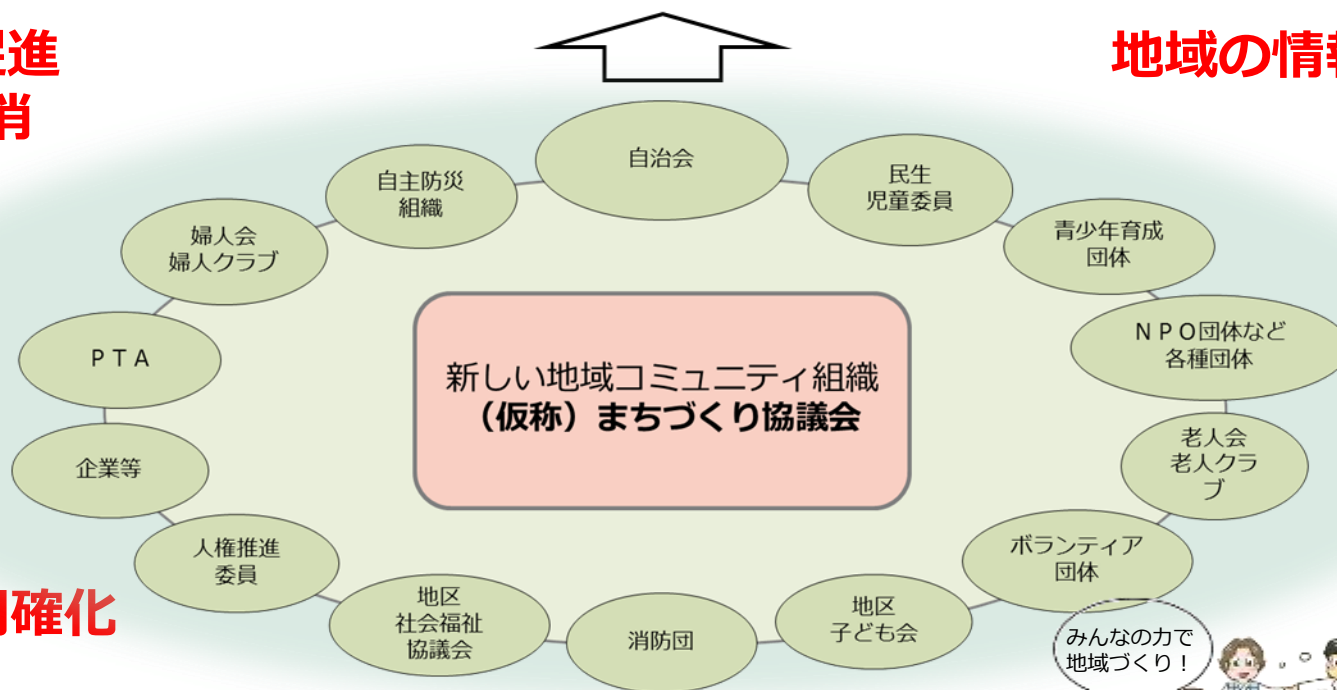 促進
消
地域の情報
自治会
自主防災
組織
民生
児童委員
婦人会
婦人クラブ
青少年育成
団体
ＮＰＯ団体など
各種団体
ＰＴＡ
新しい地域コミュニティ組織
（仮称）まちづくり協議会
老人会
老人クラ
ブ
企業等
ボランティア
団体
人権推進
委員
地区
社会福祉
協議会
消防団
地区
子ども会
明確化
みんなの力で
地域づくり！